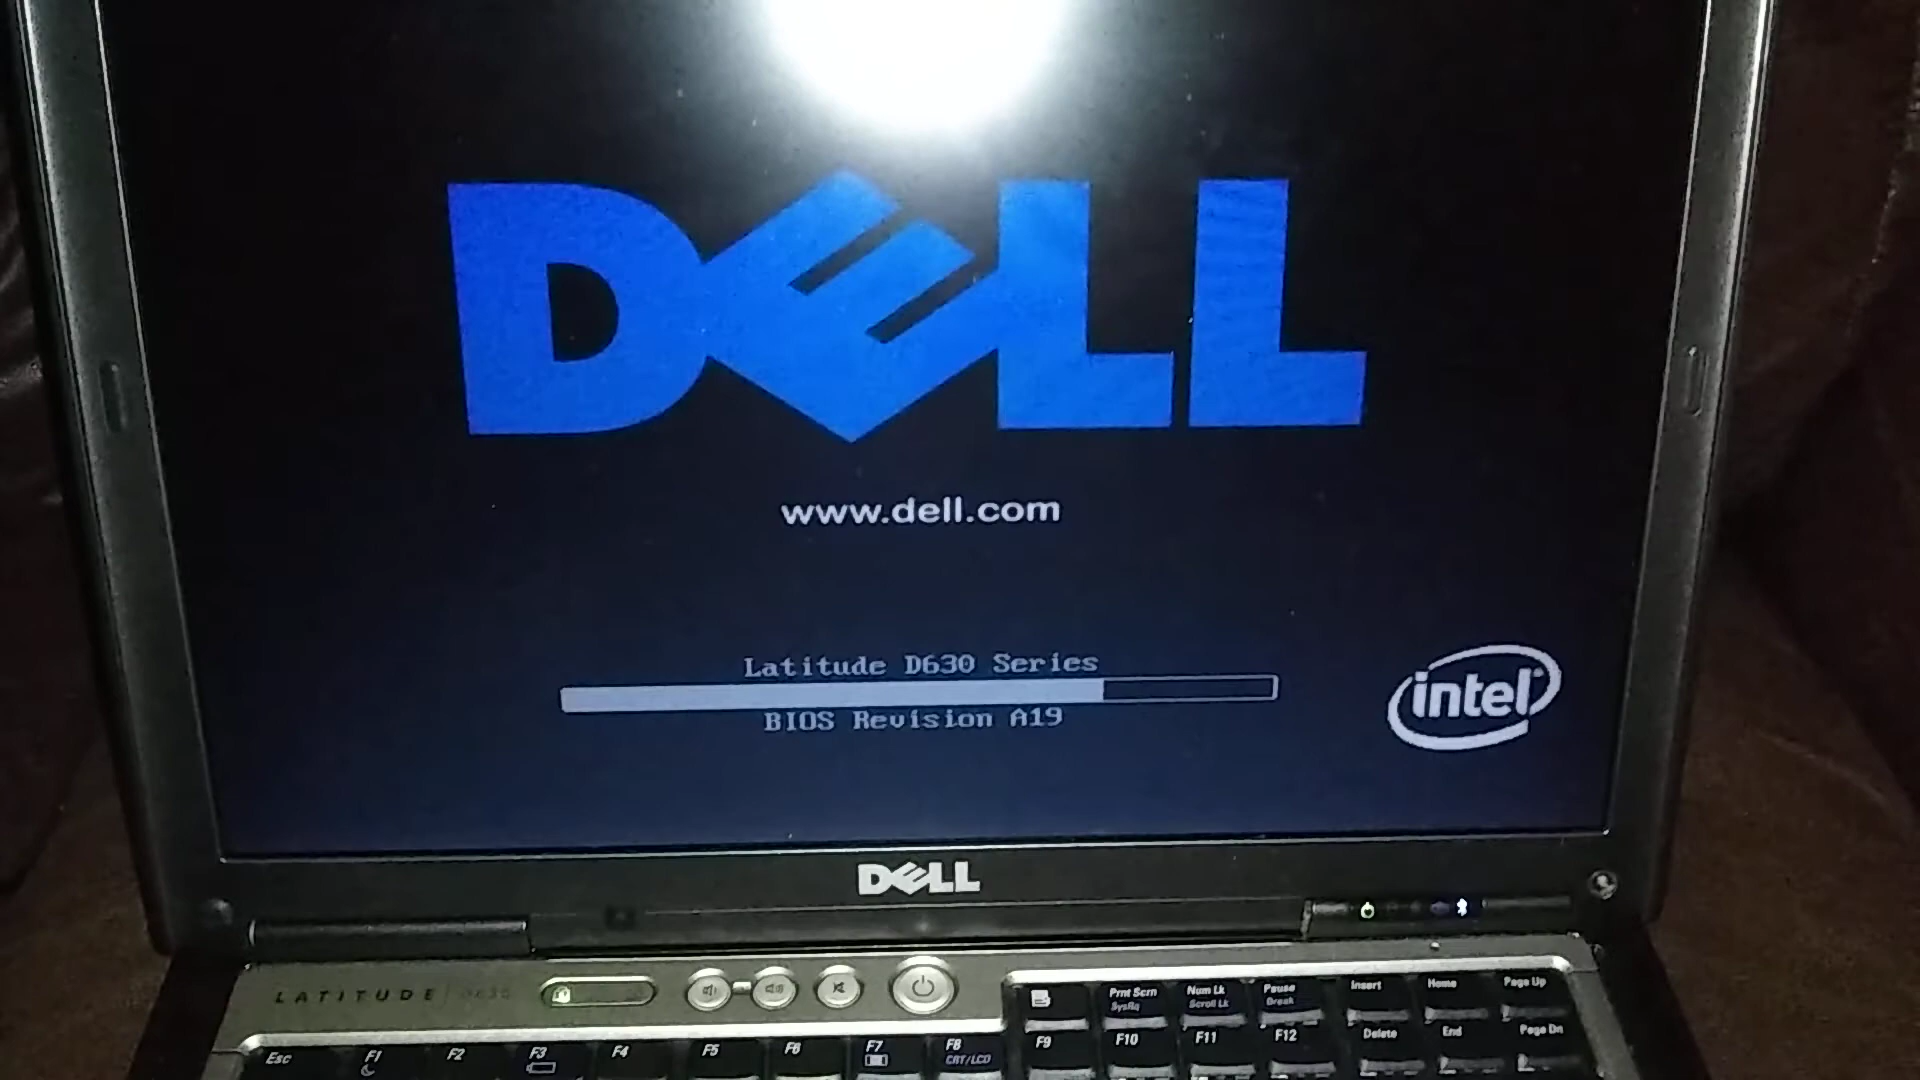 DELL
www.dell.com
Latitude D630 Series
BIOS Revision A19
intel
DELL
LATITUDE
Prnt Scrn
SysRq
Num Lk
Scroll Lk
Pause
Break
Insert
Home
Page Up
Esc
F1
F2
F3
F4
F5
F6
F7
F8
CRT/LCD
F9
F10
F11
F12
Delete
End
Page Dn